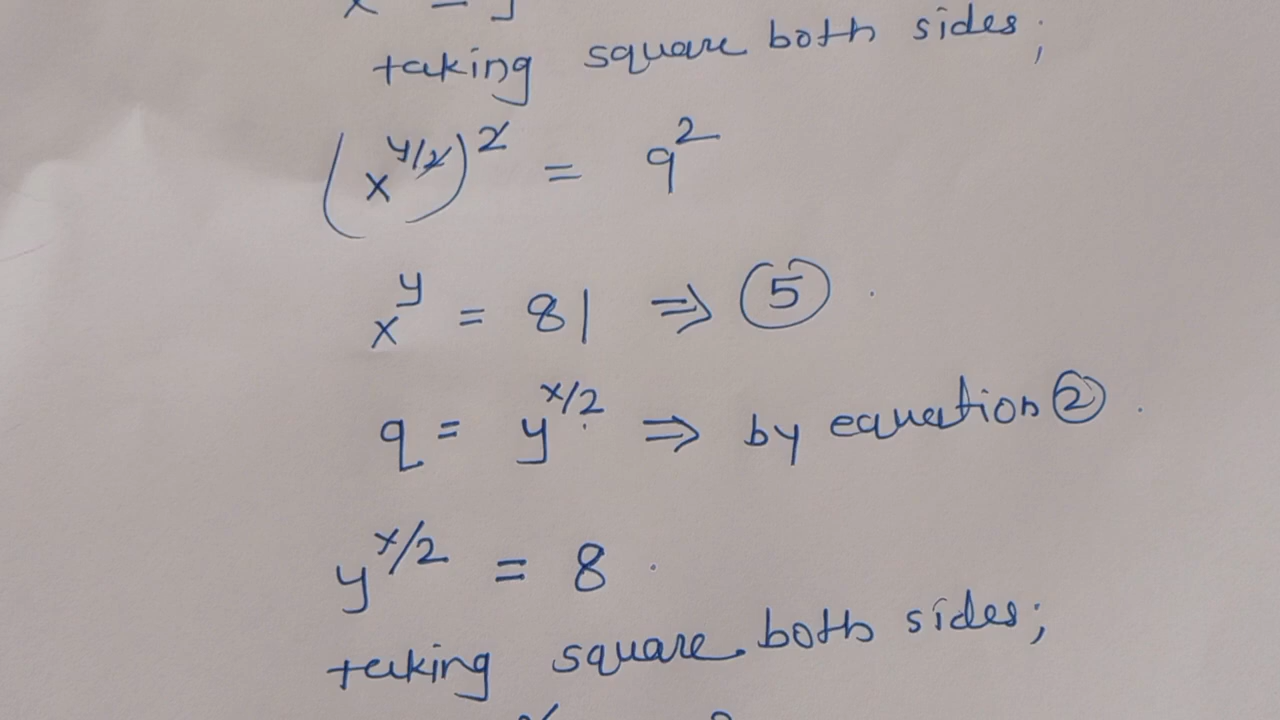 taking square both sides;
(x^{y/2})^2 = 9^2
x^y = 81 ⇒ ⑤.
q = y^{x/2} ⇒ by equation ②.
y^{x/2} = 8.
taking square both sides;